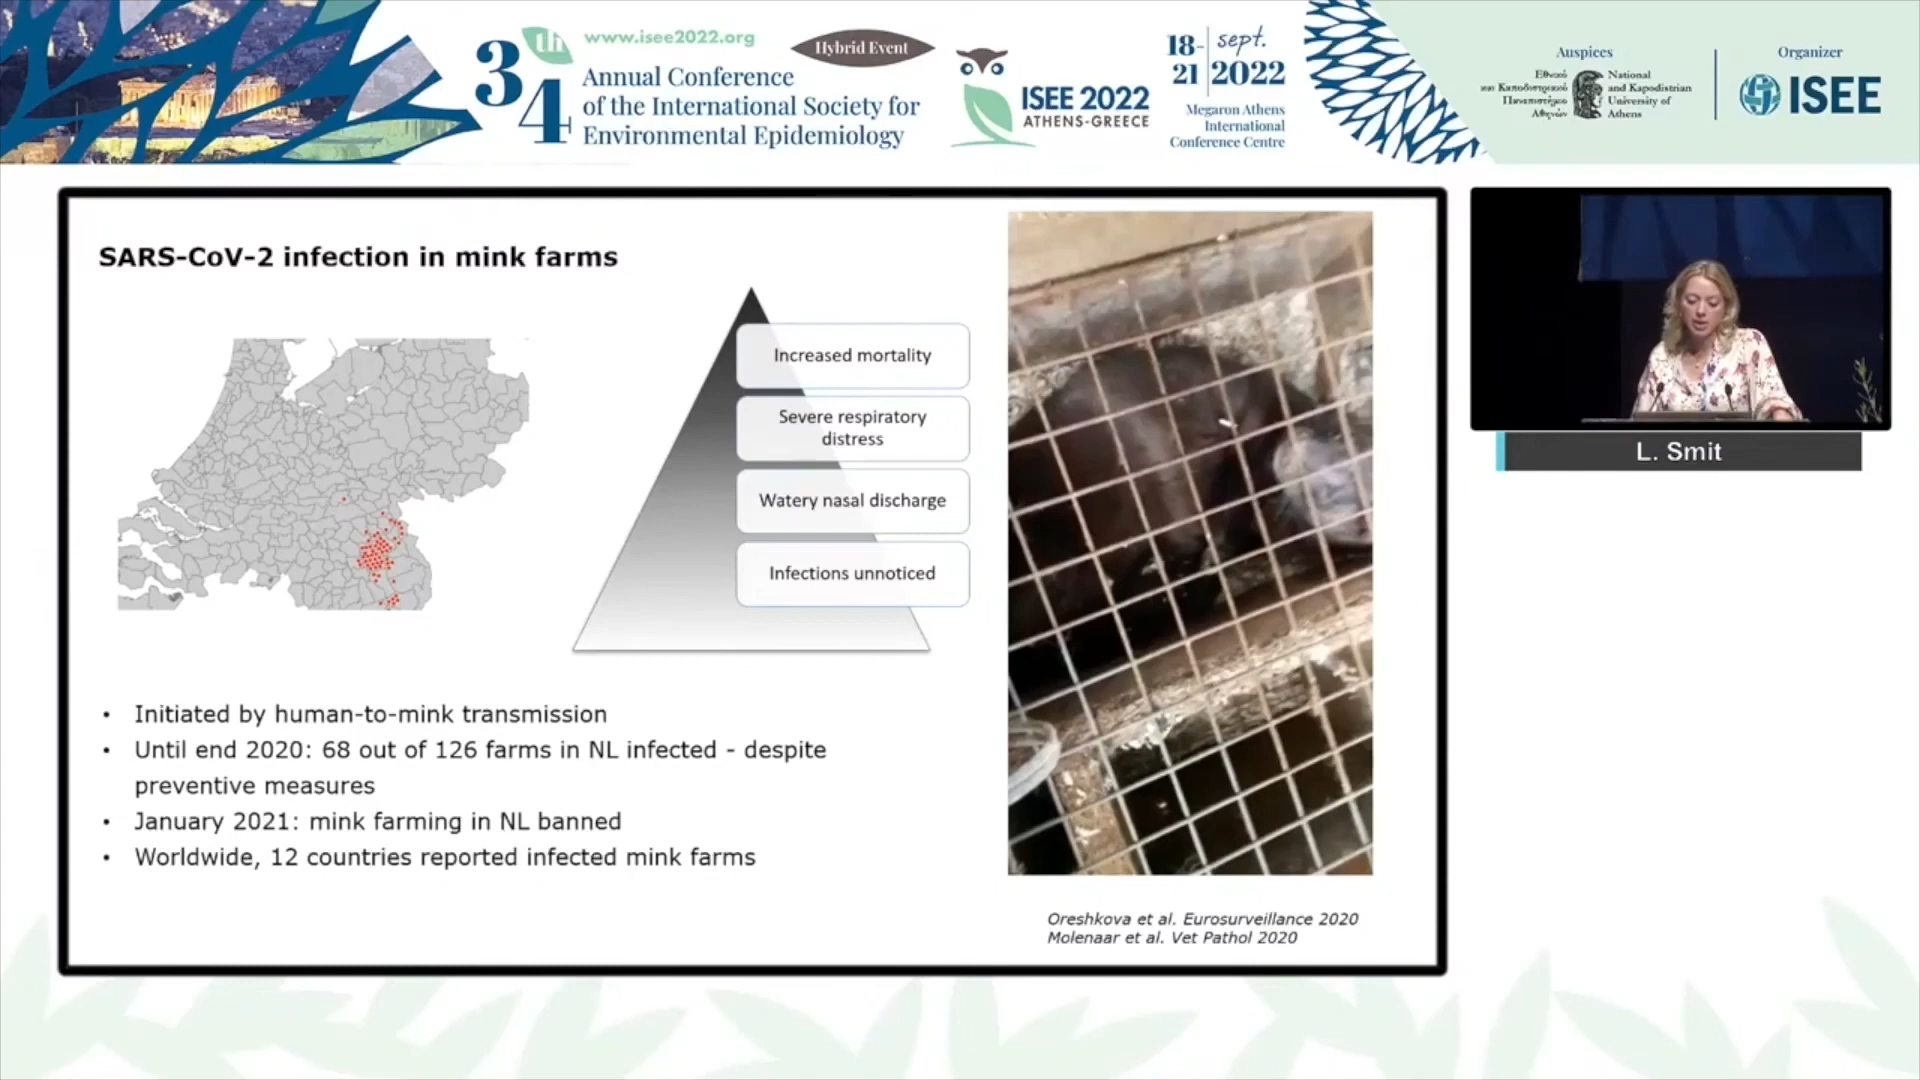 34th
www.isee2022.org
Hybrid Event
Annual Conference
of the International Society for
Environmental Epidemiology
ISEE 2022
ATHENS-GREECE
18-21 sept. 2022
Megaron Athens
International
Conference Centre
Auspices
Εθνικό
και Καποδιστριακό
Πανεπιστήμιο
Αθηνών
National
and Kapodistrian
University of
Athens
Organizer
ISEE
SARS-CoV-2 infection in mink farms
Increased mortality
Severe respiratory
distress
Watery nasal discharge
Infections unnoticed
• Initiated by human-to-mink transmission
• Until end 2020: 68 out of 126 farms in NL infected - despite
preventive measures
• January 2021: mink farming in NL banned
• Worldwide, 12 countries reported infected mink farms
Oreshkova et al. Eurosurveillance 2020
Molenaar et al. Vet Pathol 2020
L. Smit